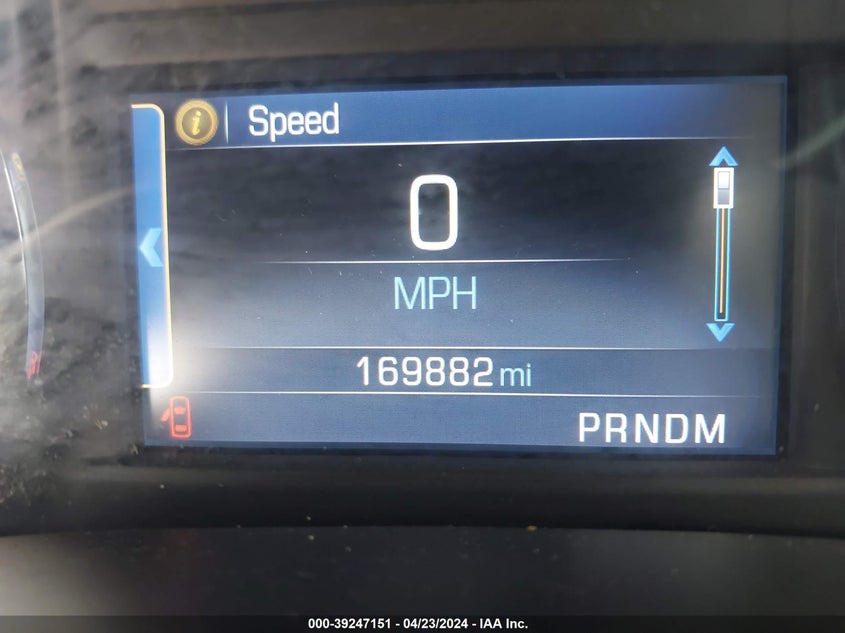 i Speed
0
MPH
169882 mi
PRNDM
000-39247151 - 04/23/2024 - IAA Inc.